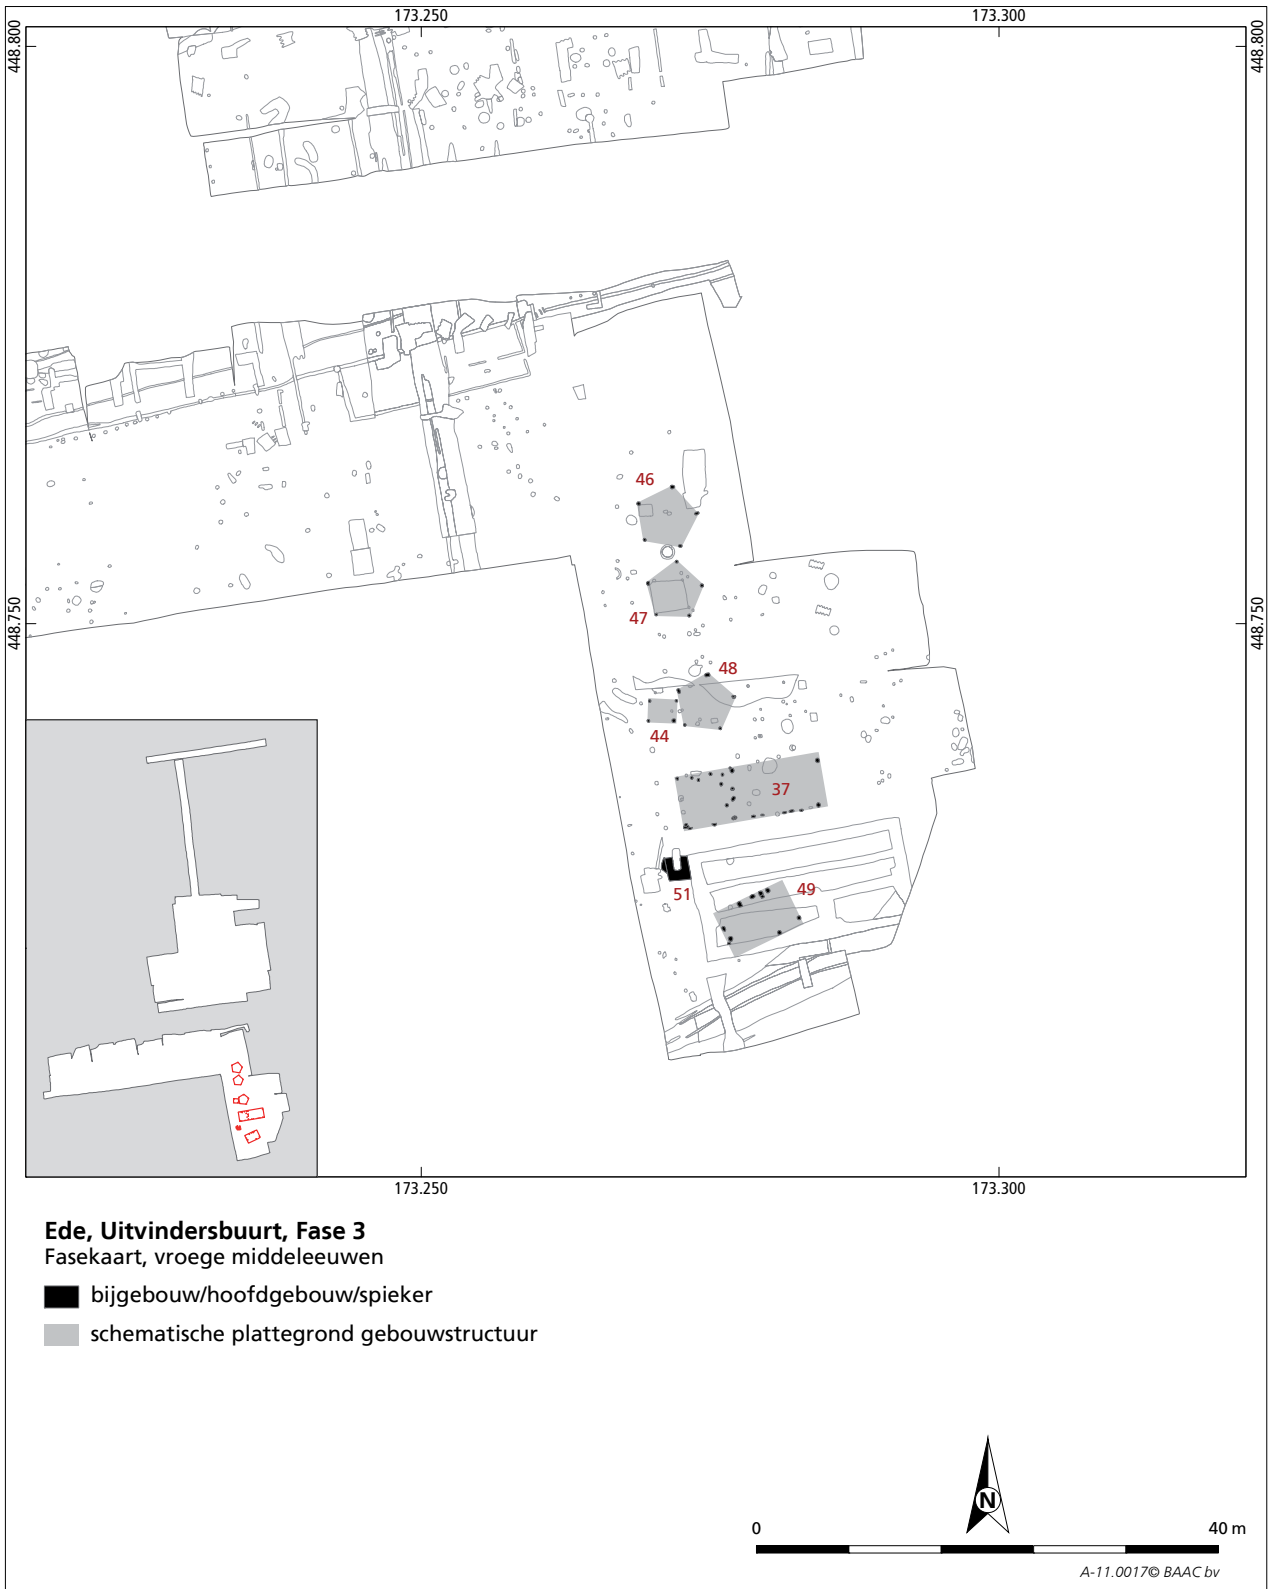 173.250
173.300
448.800
448.800
46
47
448.750
448.750
48
44
37
51
49
173.250
173.300
Ede, Uitvindersbuurt, Fase 3
Fasekaart, vroege middeleeuwen
bijgebouw/hoofdgebouw/spieker
schematische plattegrond gebouwstructuur
N
0
40 m
A-11.0017© BAAC bv